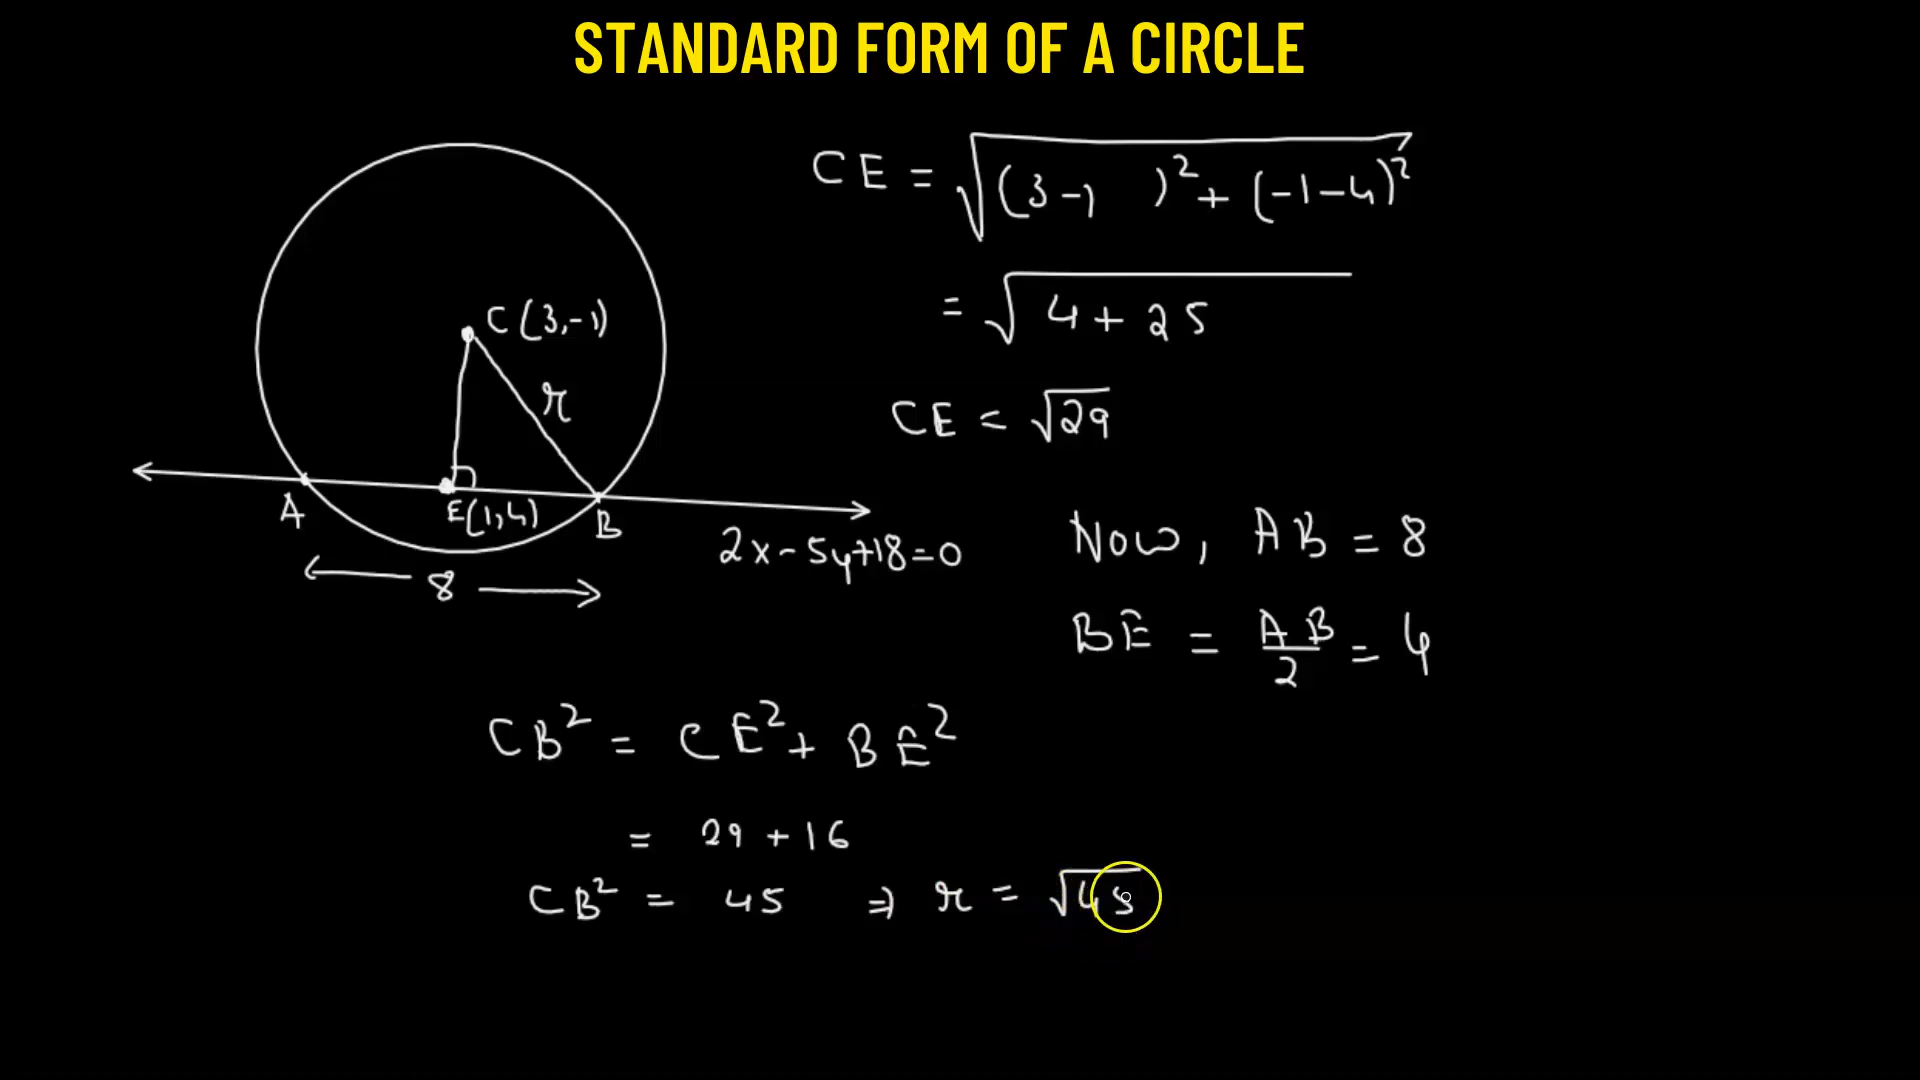 STANDARD FORM OF A CIRCLE
CE = √(3-1 )² + (-1-4)²
= √4 + 25
CE = √29
C(3,-1)
r
A
E(1,4)
B
2x-5y+18=0
8
Now, AB = 8
BE = AB/2 = 4
CB² = CE² + BE²
= 29 + 16
CB² = 45 ⇒ r = √45